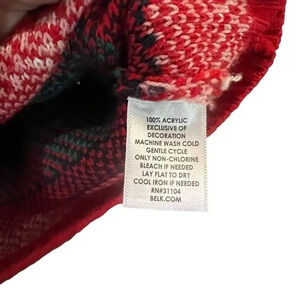 100% ACRYLIC
EXCLUSIVE OF
DECORATION
MACHINE WASH COLD
GENTLE CYCLE
ONLY NON-CHLORINE
BLEACH IF NEEDED
LAY FLAT TO DRY
COOL IRON IF NEEDED
RN#31104
BELK.COM